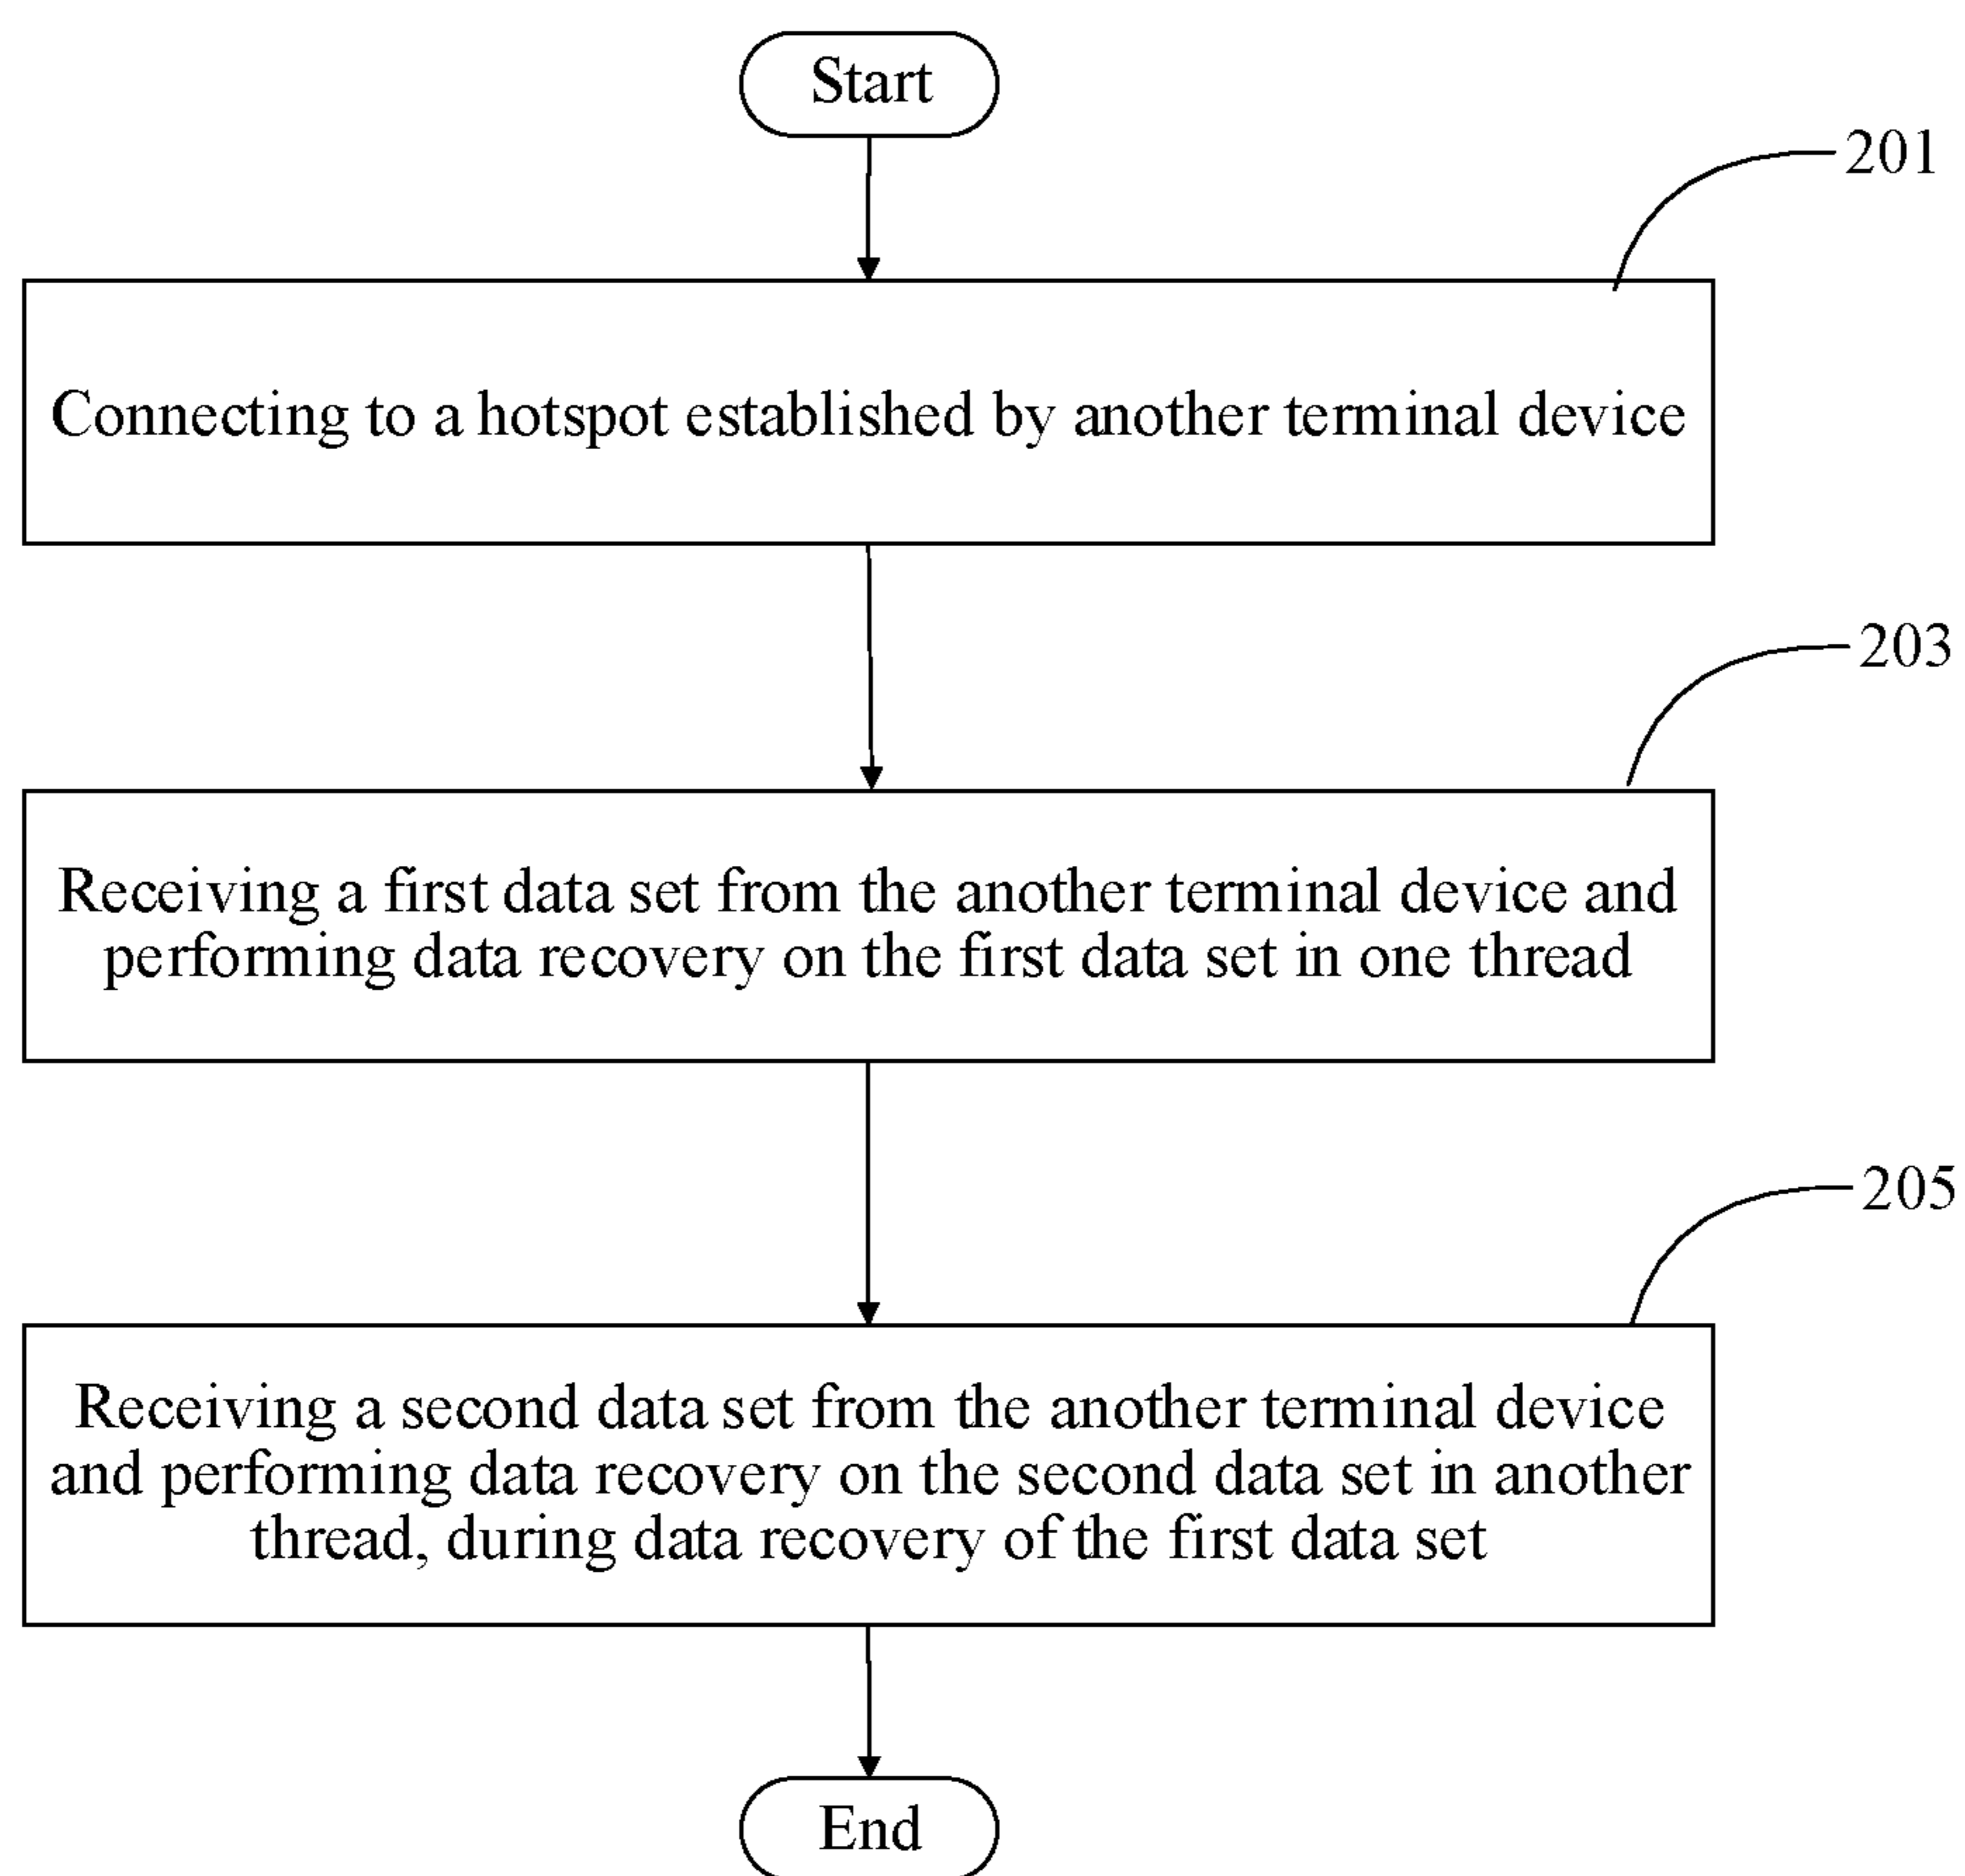 Start
201
Connecting to a hotspot established by another terminal device
203
Receiving a first data set from the another terminal device and
performing data recovery on the first data set in one thread
205
Receiving a second data set from the another terminal device
and performing data recovery on the second data set in another
thread, during data recovery of the first data set
End